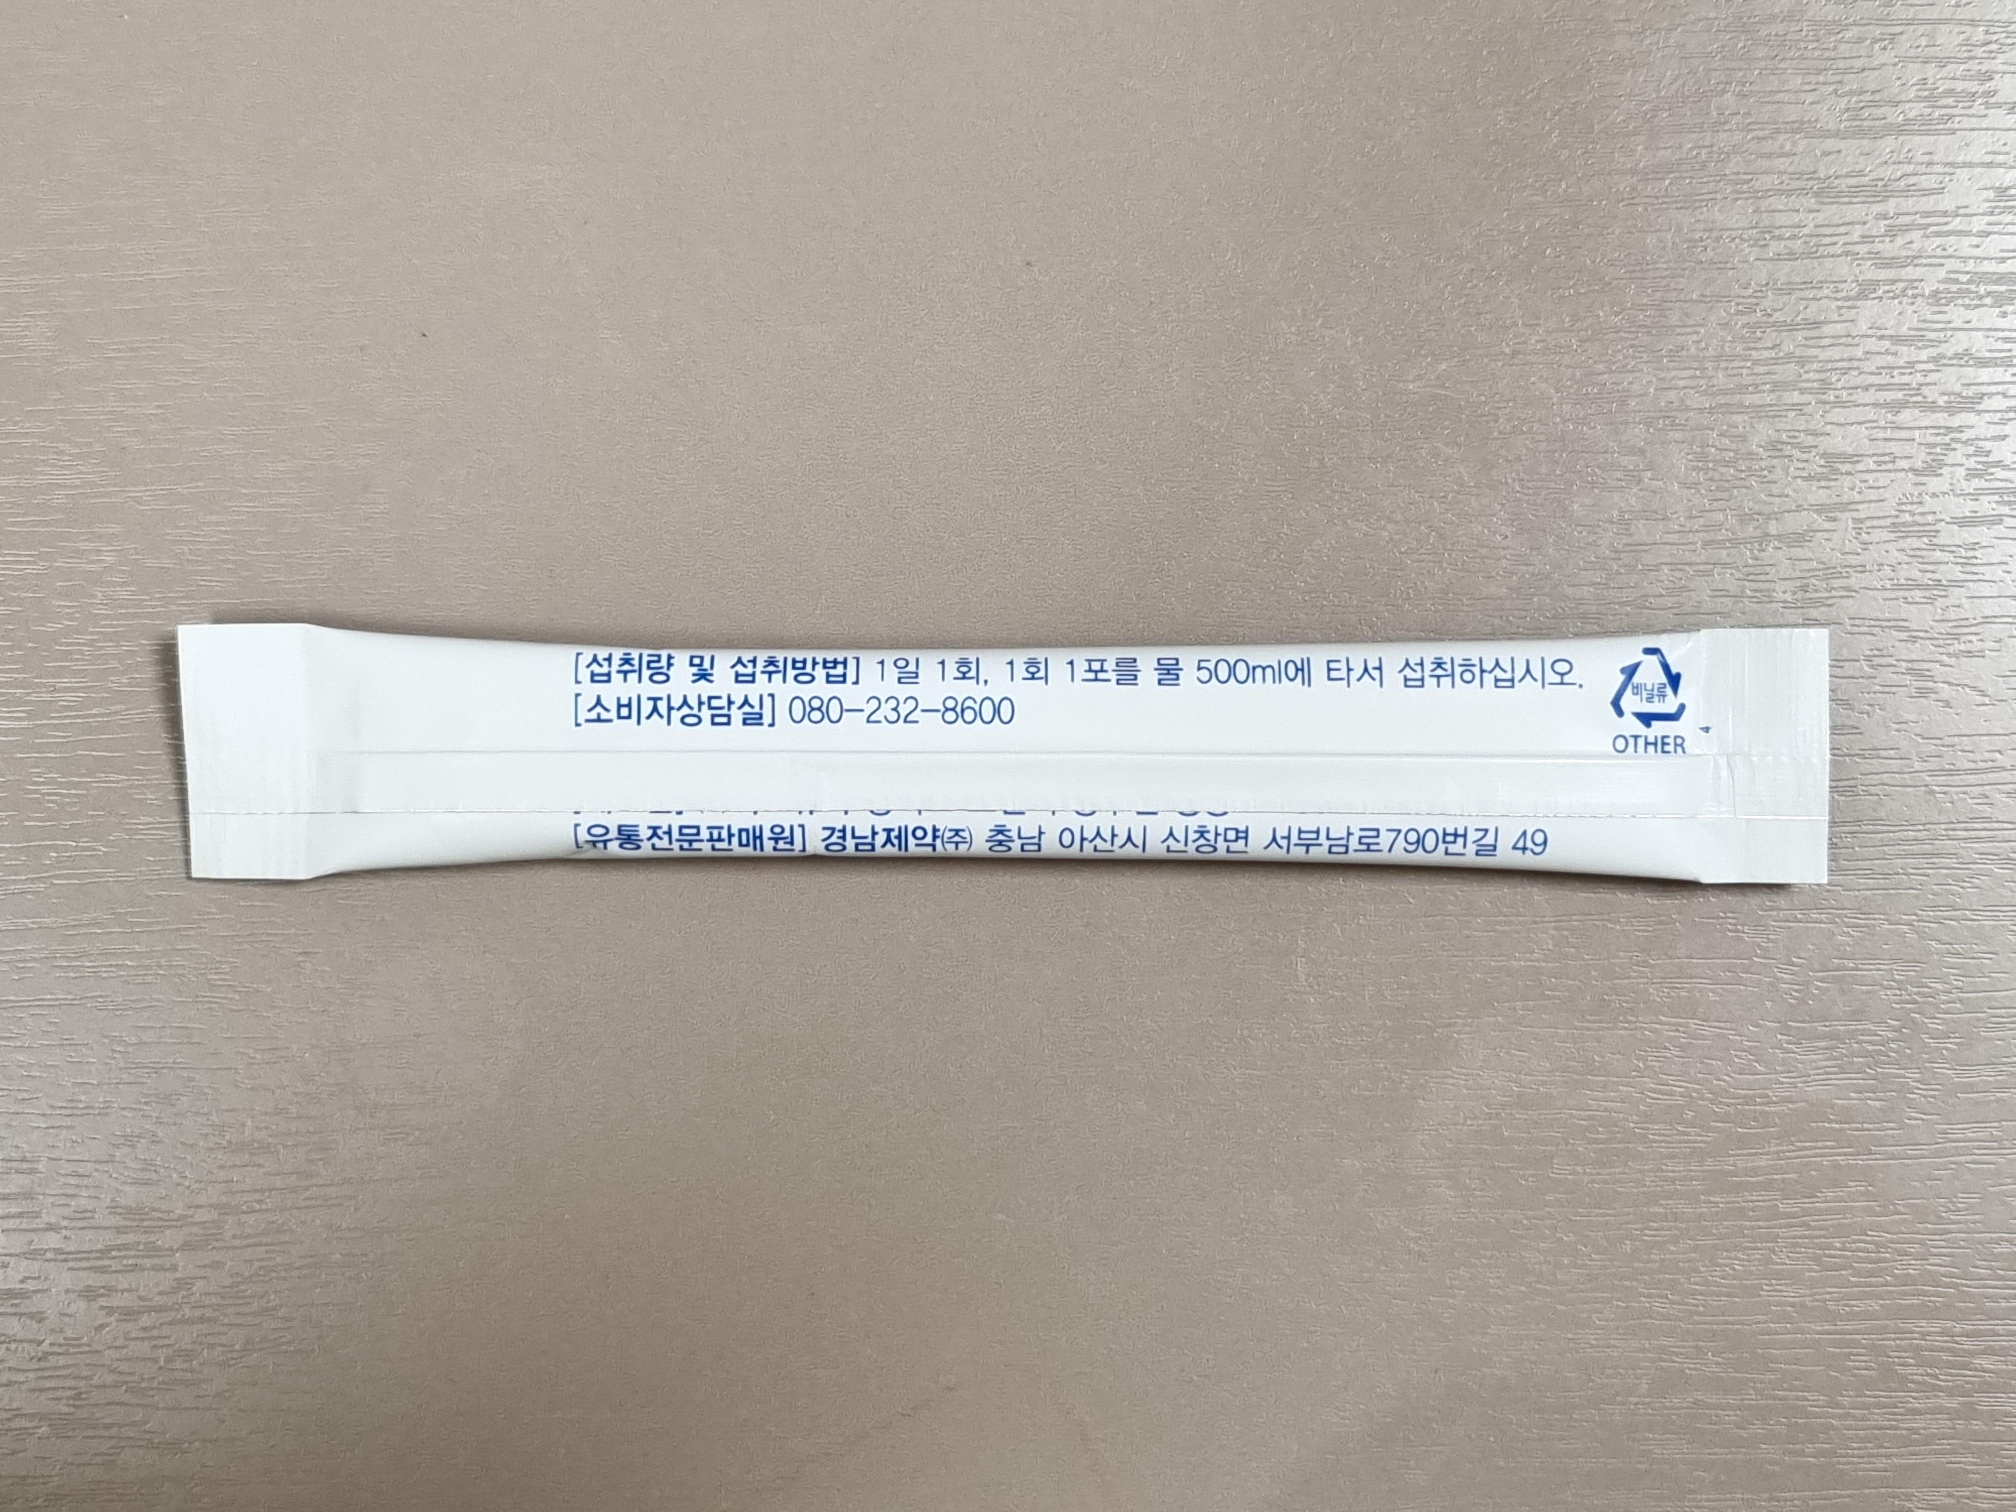 [섭취량 및 섭취방법] 1일 1회, 1회 1포를 물 500ml에 타서 섭취하십시오.
[소비자상담실] 080-232-8600
비닐류
OTHER
4
[유통전문판매원] 경남제약㈜ 충남 아산시 신창면 서부남로790번길 49